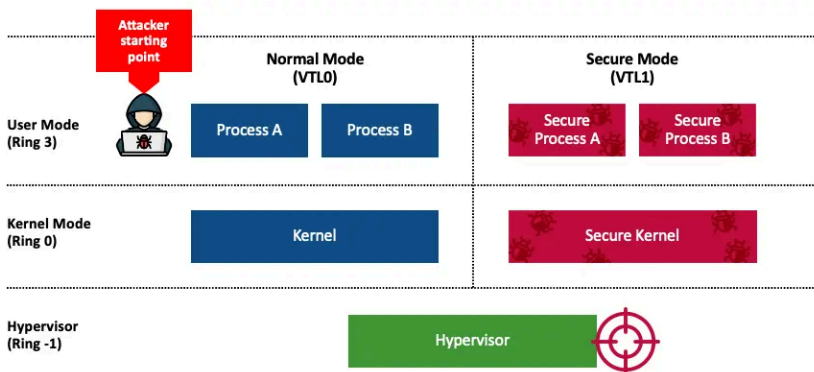 Attacker
starting
point
Normal Mode
(VTL0)
Secure Mode
(VTL1)
User Mode
(Ring 3)
Process A
Process B
Secure
Process A
Secure
Process B
Kernel Mode
(Ring 0)
Kernel
Secure Kernel
Hypervisor
(Ring -1)
Hypervisor